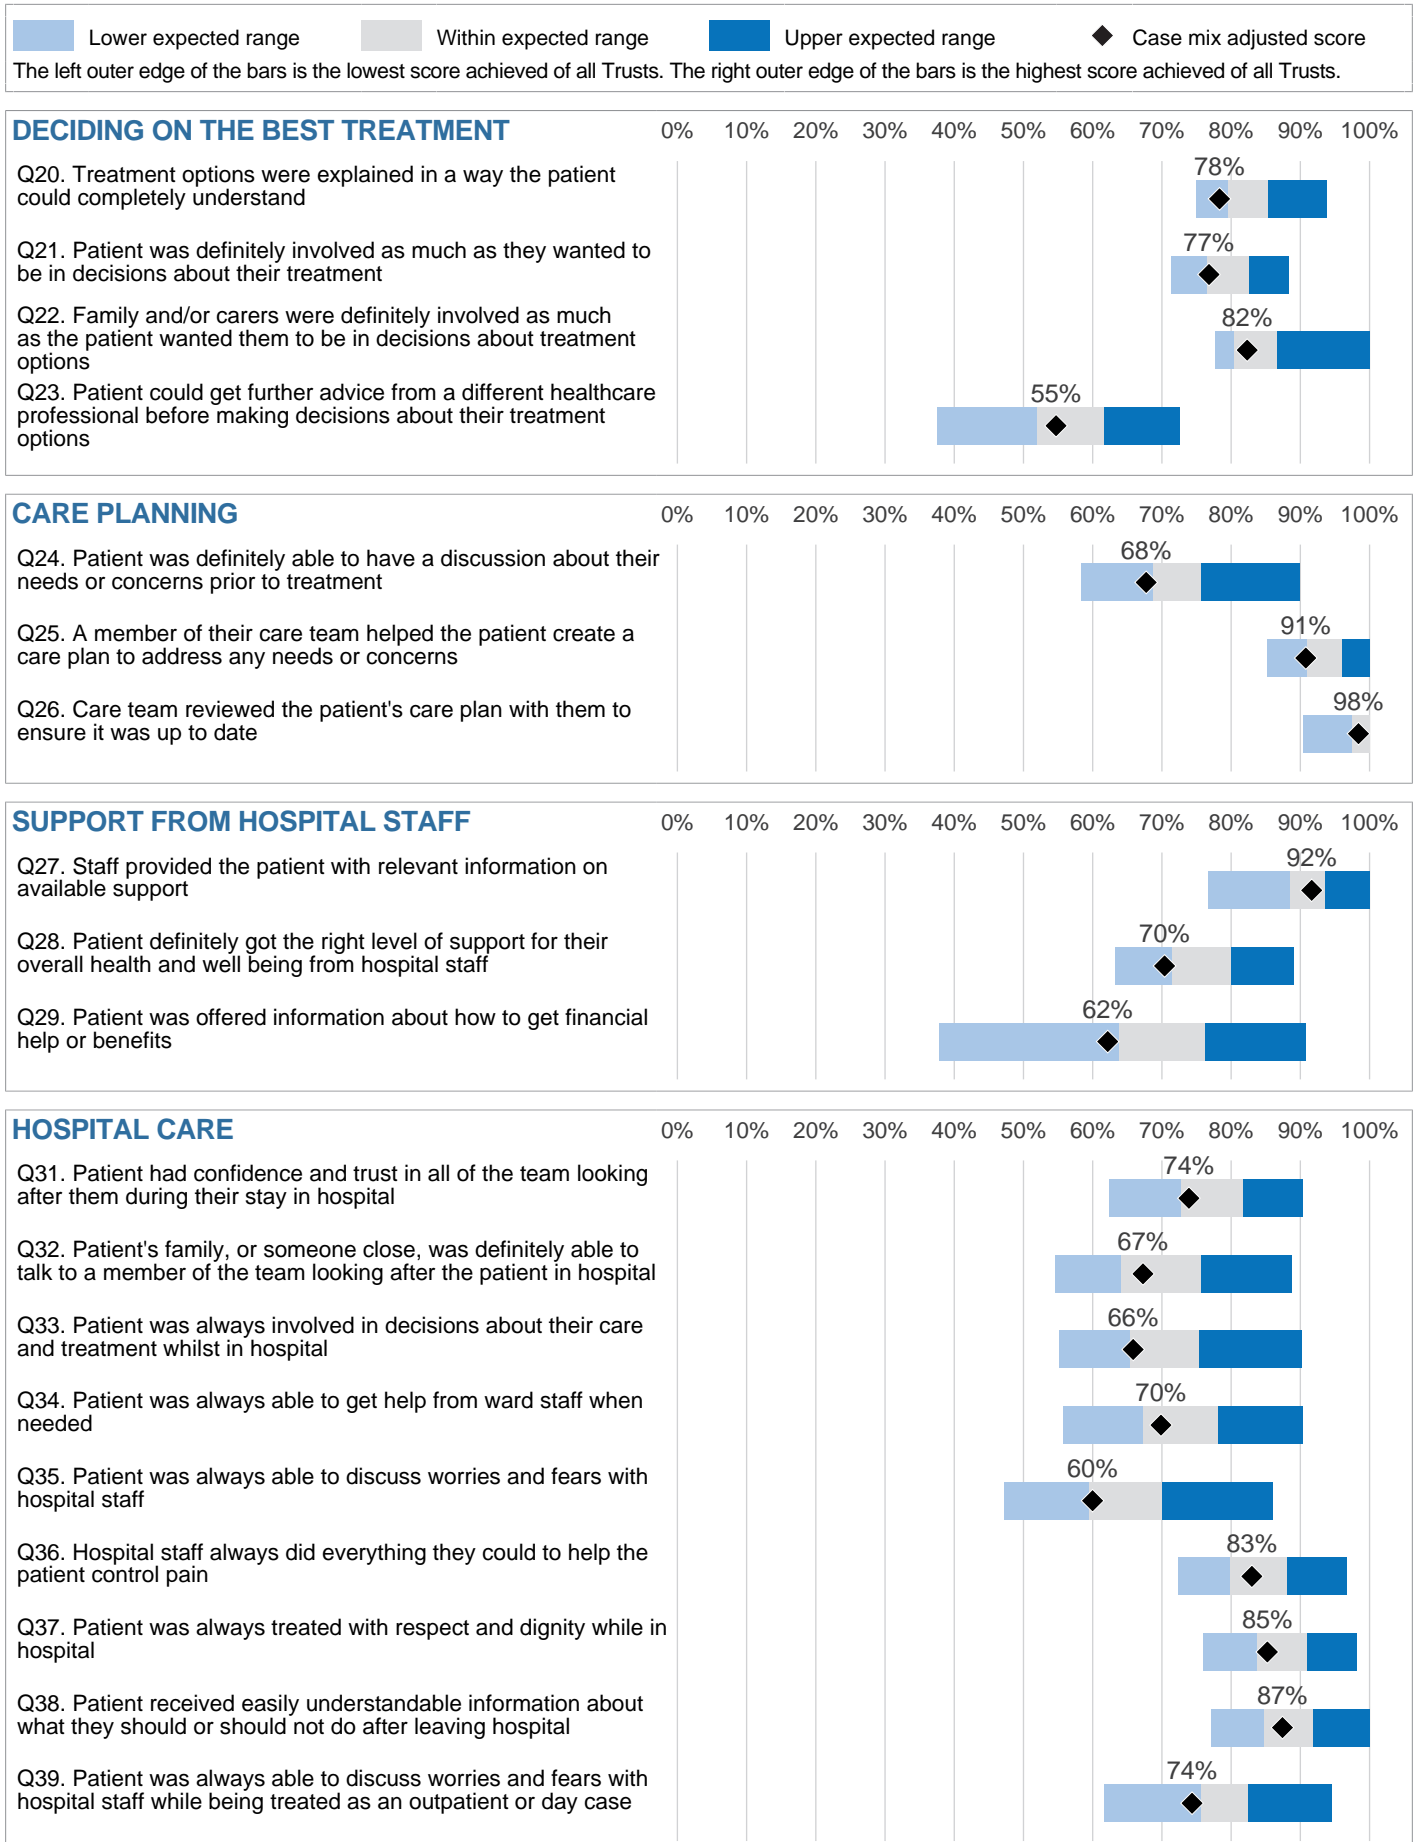 Lower expected range Within expected range Upper expected range Case mix adjusted score
The left outer edge of the bars is the lowest score achieved of all Trusts. The right outer edge of the bars is the highest score achieved of all Trusts.
DECIDING ON THE BEST TREATMENT 0% 10% 20% 30% 40% 50% 60% 70% 80% 90% 100%
Q20. Treatment options were explained in a way the patient
could completely understand
78%
Q21. Patient was definitely involved as much as they wanted to
be in decisions about their treatment
77%
Q22. Family and/or carers were definitely involved as much
as the patient wanted them to be in decisions about treatment
options
82%
Q23. Patient could get further advice from a different healthcare
professional before making decisions about their treatment
options
55%
CARE PLANNING 0% 10% 20% 30% 40% 50% 60% 70% 80% 90% 100%
Q24. Patient was definitely able to have a discussion about their
needs or concerns prior to treatment
68%
Q25. A member of their care team helped the patient create a
care plan to address any needs or concerns
91%
Q26. Care team reviewed the patient's care plan with them to
ensure it was up to date
98%
SUPPORT FROM HOSPITAL STAFF 0% 10% 20% 30% 40% 50% 60% 70% 80% 90% 100%
Q27. Staff provided the patient with relevant information on
available support
92%
Q28. Patient definitely got the right level of support for their
overall health and well being from hospital staff
70%
Q29. Patient was offered information about how to get financial
help or benefits
62%
HOSPITAL CARE 0% 10% 20% 30% 40% 50% 60% 70% 80% 90% 100%
Q31. Patient had confidence and trust in all of the team looking
after them during their stay in hospital
74%
Q32. Patient's family, or someone close, was definitely able to
talk to a member of the team looking after the patient in hospital
67%
Q33. Patient was always involved in decisions about their care
and treatment whilst in hospital
66%
Q34. Patient was always able to get help from ward staff when
needed
70%
Q35. Patient was always able to discuss worries and fears with
hospital staff
60%
Q36. Hospital staff always did everything they could to help the
patient control pain
83%
Q37. Patient was always treated with respect and dignity while in
hospital
85%
Q38. Patient received easily understandable information about
what they should or should not do after leaving hospital
87%
Q39. Patient was always able to discuss worries and fears with
hospital staff while being treated as an outpatient or day case
74%